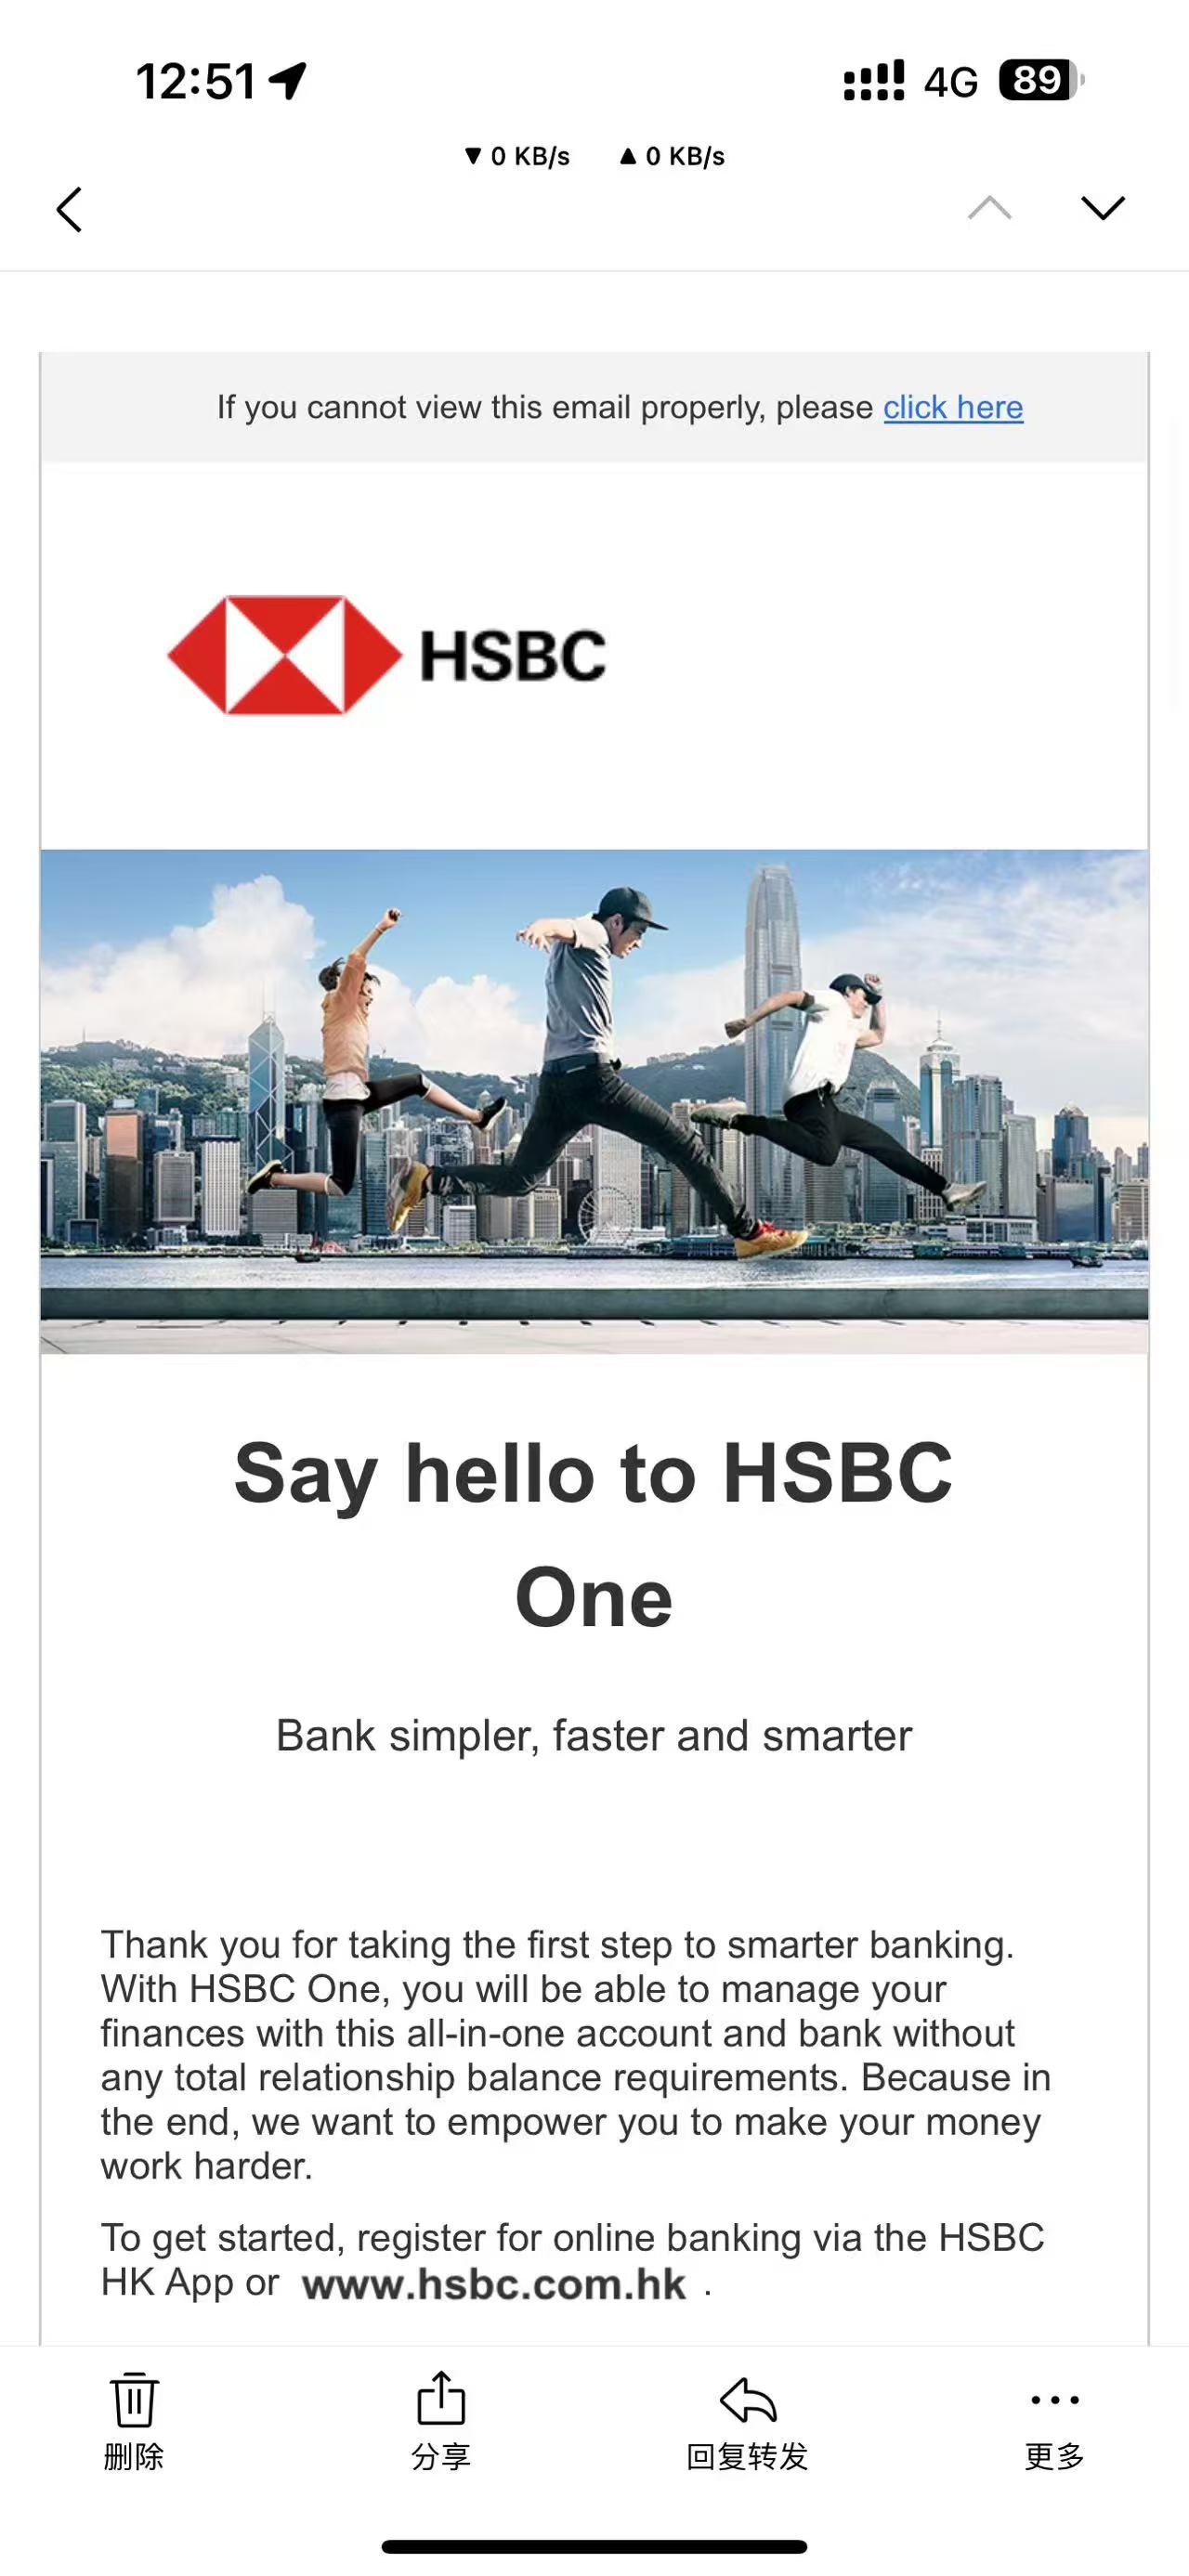 12:51 4G 89
▼ 0 KB/s ▲ 0 KB/s
If you cannot view this email properly, please click here
HSBC
Say hello to HSBC
One
Bank simpler, faster and smarter
Thank you for taking the first step to smarter banking.
With HSBC One, you will be able to manage your
finances with this all-in-one account and bank without
any total relationship balance requirements. Because in
the end, we want to empower you to make your money
work harder.
To get started, register for online banking via the HSBC
HK App or www.hsbc.com.hk .
删除 分享 回复转发 更多